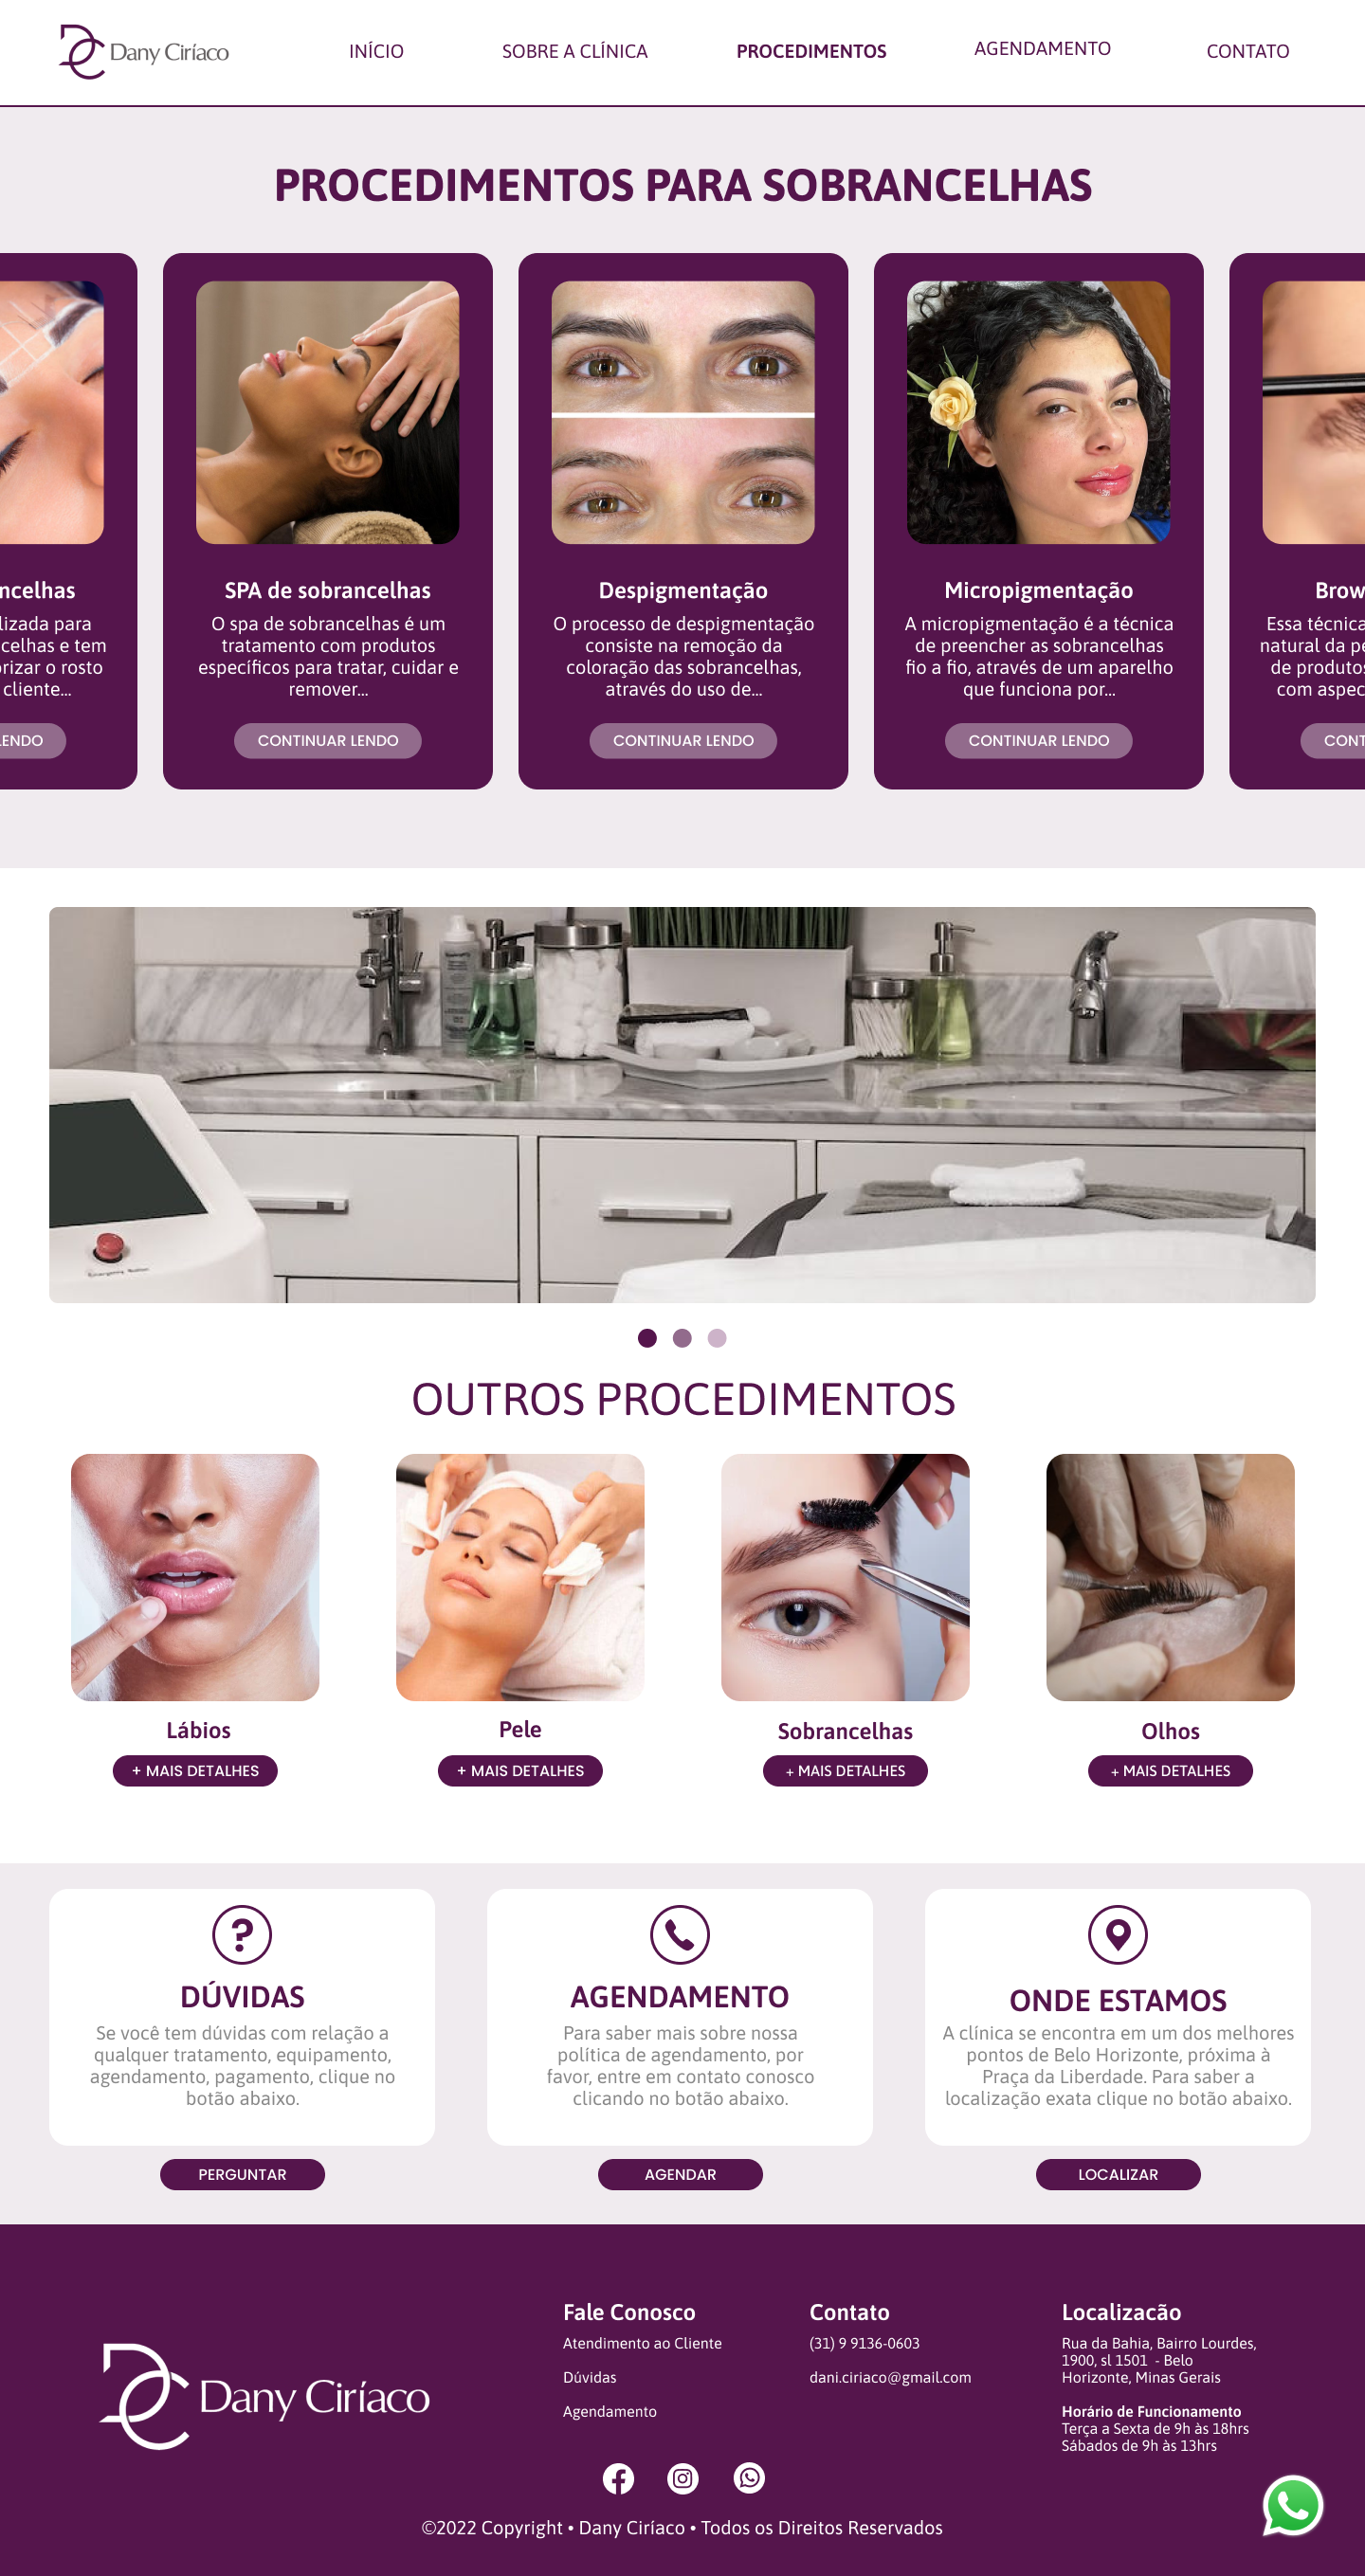 Dany Ciríaco
INÍCIO
SOBRE A CLÍNICA
PROCEDIMENTOS
AGENDAMENTO
CONTATO
PROCEDIMENTOS PARA SOBRANCELHAS
ncelhas
lizada para
celhas e tem
rizar o rosto
cliente...
LENDO
SPA de sobrancelhas
O spa de sobrancelhas é um
tratamento com produtos
específicos para tratar, cuidar e
remover...
CONTINUAR LENDO
Despigmentação
O processo de despigmentação
consiste na remoção da
coloração das sobrancelhas,
através do uso de...
CONTINUAR LENDO
Micropigmentação
A micropigmentação é a técnica
de preencher as sobrancelhas
fio a fio, através de um aparelho
que funciona por...
CONTINUAR LENDO
Brow
Essa técnica
natural da pe
de produtos
com aspec
CONT
Emergency Button
OUTROS PROCEDIMENTOS
Lábios
+ MAIS DETALHES
Pele
+ MAIS DETALHES
Sobrancelhas
+ MAIS DETALHES
Olhos
+ MAIS DETALHES
?
DÚVIDAS
Se você tem dúvidas com relação a
qualquer tratamento, equipamento,
agendamento, pagamento, clique no
botão abaixo.
PERGUNTAR
AGENDAMENTO
Para saber mais sobre nossa
política de agendamento, por
favor, entre em contato conosco
clicando no botão abaixo.
AGENDAR
ONDE ESTAMOS
A clínica se encontra em um dos melhores
pontos de Belo Horizonte, próxima à
Praça da Liberdade. Para saber a
localização exata clique no botão abaixo.
LOCALIZAR
Dany Ciríaco
Fale Conosco
Atendimento ao Cliente
Dúvidas
Agendamento
Contato
(31) 9 9136-0603
dani.ciriaco@gmail.com
Localizacão
Rua da Bahia, Bairro Lourdes,
1900, sl 1501 - Belo
Horizonte, Minas Gerais
Horário de Funcionamento
Terça a Sexta de 9h às 18hrs
Sábados de 9h às 13hrs
©2022 Copyright • Dany Ciríaco • Todos os Direitos Reservados